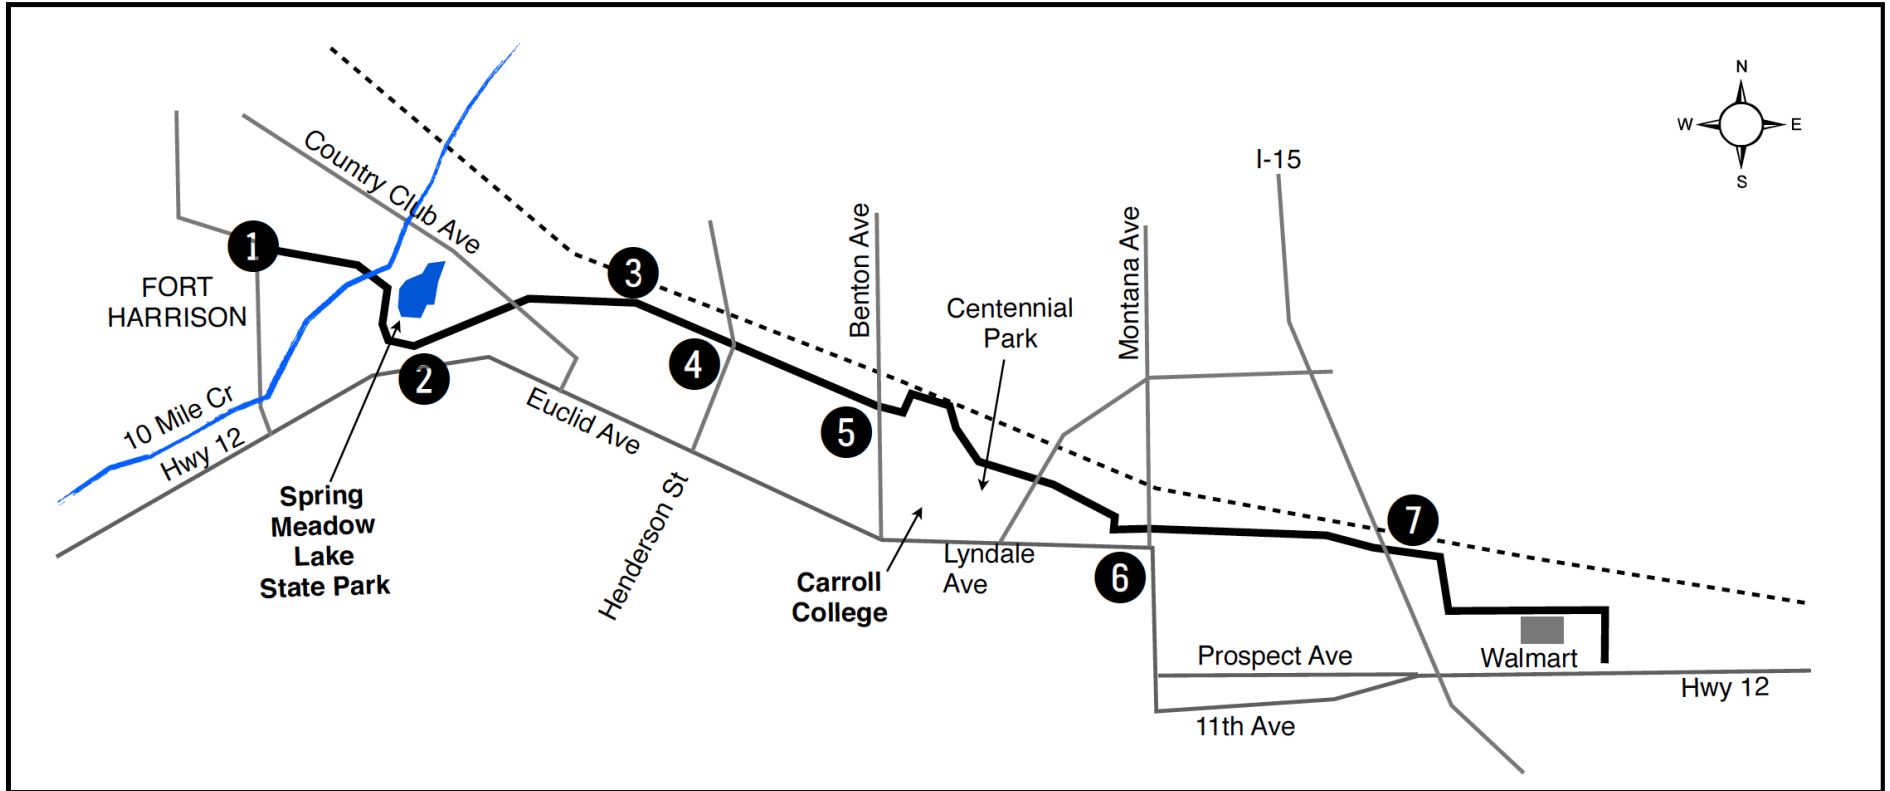 N
W
E
S
I-15
Country Club Ave
1
FORT
HARRISON
3
Benton Ave
Montana Ave
Centennial
Park
2
4
5
10 Mile Cr
Hwy 12
Euclid Ave
Henderson St
Spring
Meadow
Lake
State Park
Carroll
College
Lyndale
Ave
6
7
Prospect Ave
Walmart
Hwy 12
11th Ave